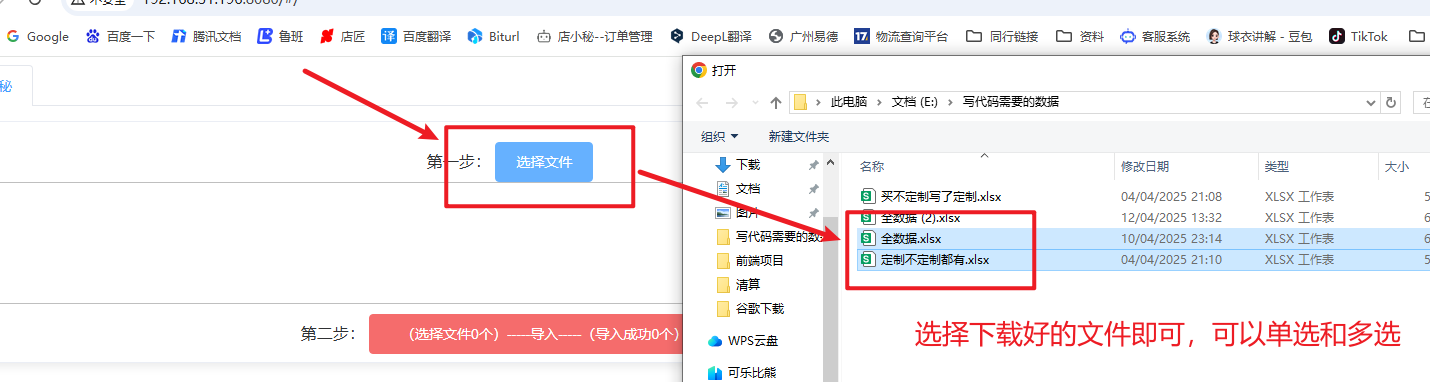 不安全 192.168.31.196:8080/#/
Google 百度一下 腾讯文档 鲁班 店匠 百度翻译 Biturl 店小秘--订单管理 DeepL翻译 广州易德 物流查询平台 同行链接 资料 客服系统 球衣讲解 - 豆包 TikTok
秘
打开
此电脑 › 文档 (E:) › 写代码需要的数据
组织 新建文件夹
第一步： 选择文件
下载
文档
图片
写代码需要的数
前端项目
清算
谷歌下载
WPS云盘
可乐比熊
名称 修改日期 类型 大小
买不定制写了定制.xlsx 04/04/2025 21:08 XLSX 工作表 5
全数据 (2).xlsx 12/04/2025 13:32 XLSX 工作表 6
全数据.xlsx 10/04/2025 23:14 XLSX 工作表 6
定制不定制都有.xlsx 04/04/2025 21:10 XLSX 工作表 5
选择下载好的文件即可，可以单选和多选
第二步： （选择文件0个）-----导入-----（导入成功0个）